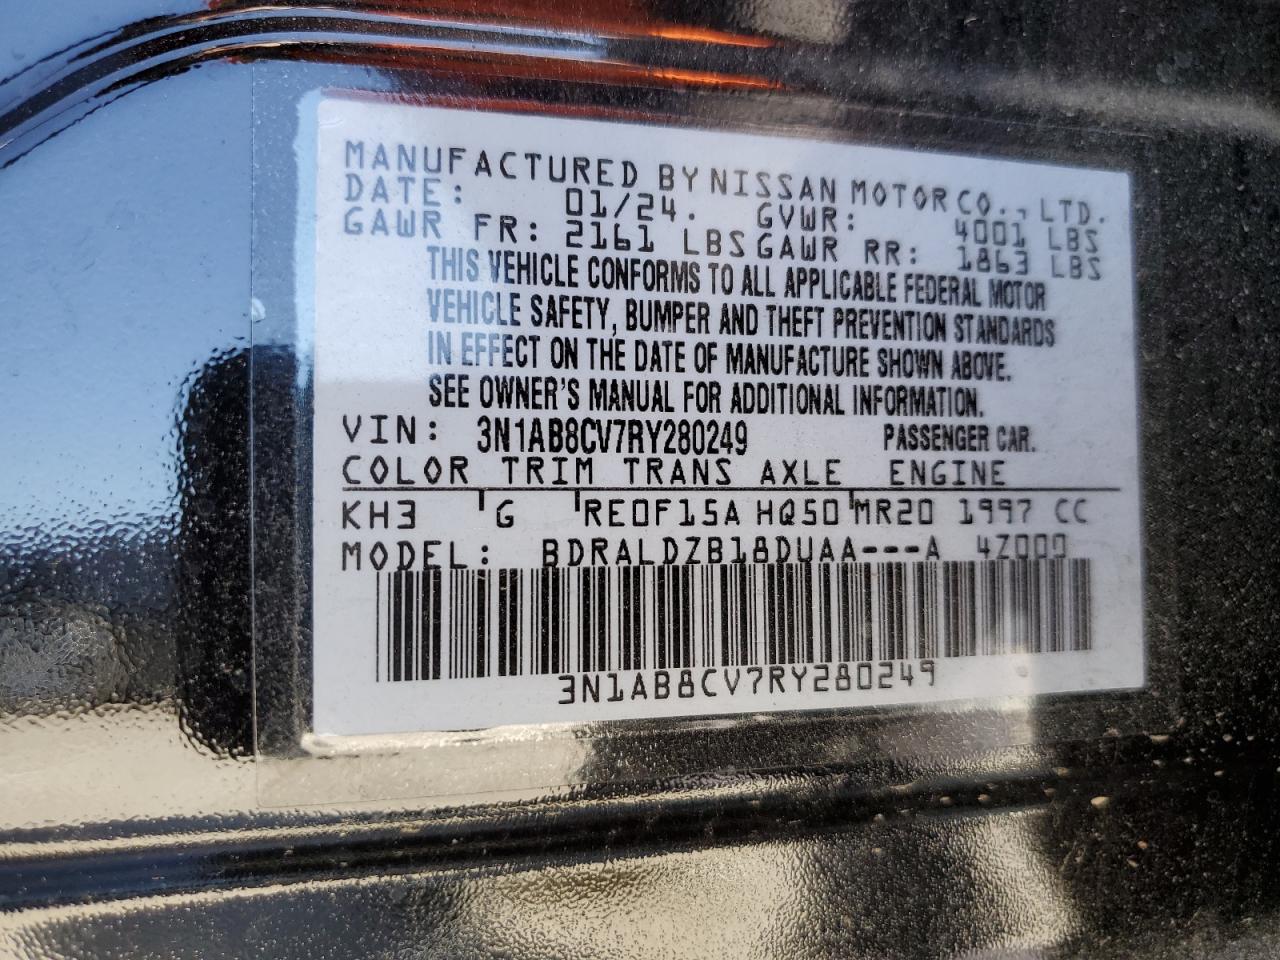 MANUFACTURED BY NISSAN MOTOR CO., LTD.
DATE: 01/24. GVWR: 4001 LBS
GAWR FR: 2161 LBS GAWR RR: 1863 LBS
THIS VEHICLE CONFORMS TO ALL APPLICABLE FEDERAL MOTOR
VEHICLE SAFETY, BUMPER AND THEFT PREVENTION STANDARDS
IN EFFECT ON THE DATE OF MANUFACTURE SHOWN ABOVE.
SEE OWNER'S MANUAL FOR ADDITIONAL INFORMATION.
VIN: 3N1AB8CV7RY280249 PASSENGER CAR.
COLOR TRIM TRANS AXLE ENGINE
KH3 G RE0F15A HQ50 MR20 1997 CC
MODEL: BDRALDZB18DUAA---A 4Z000
3N1AB8CV7RY280249